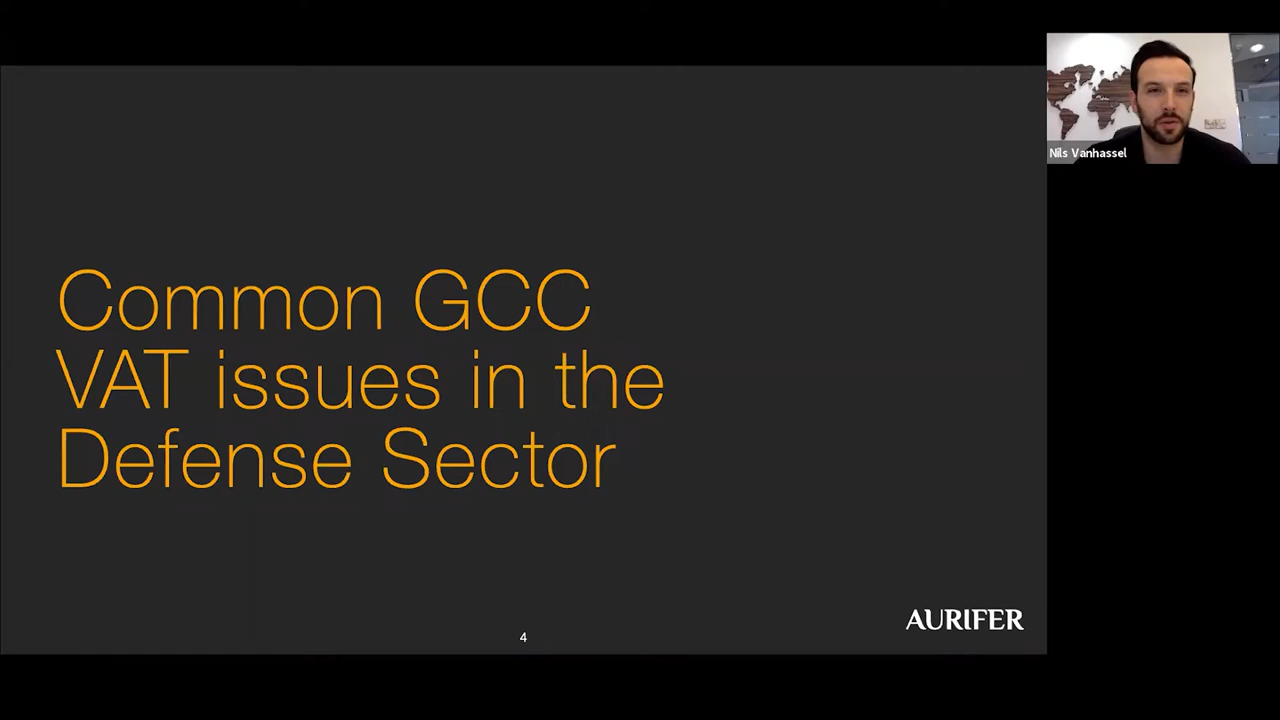 Common GCC
VAT issues in the
Defense Sector
AURIFER
4
Nils Vanhassel